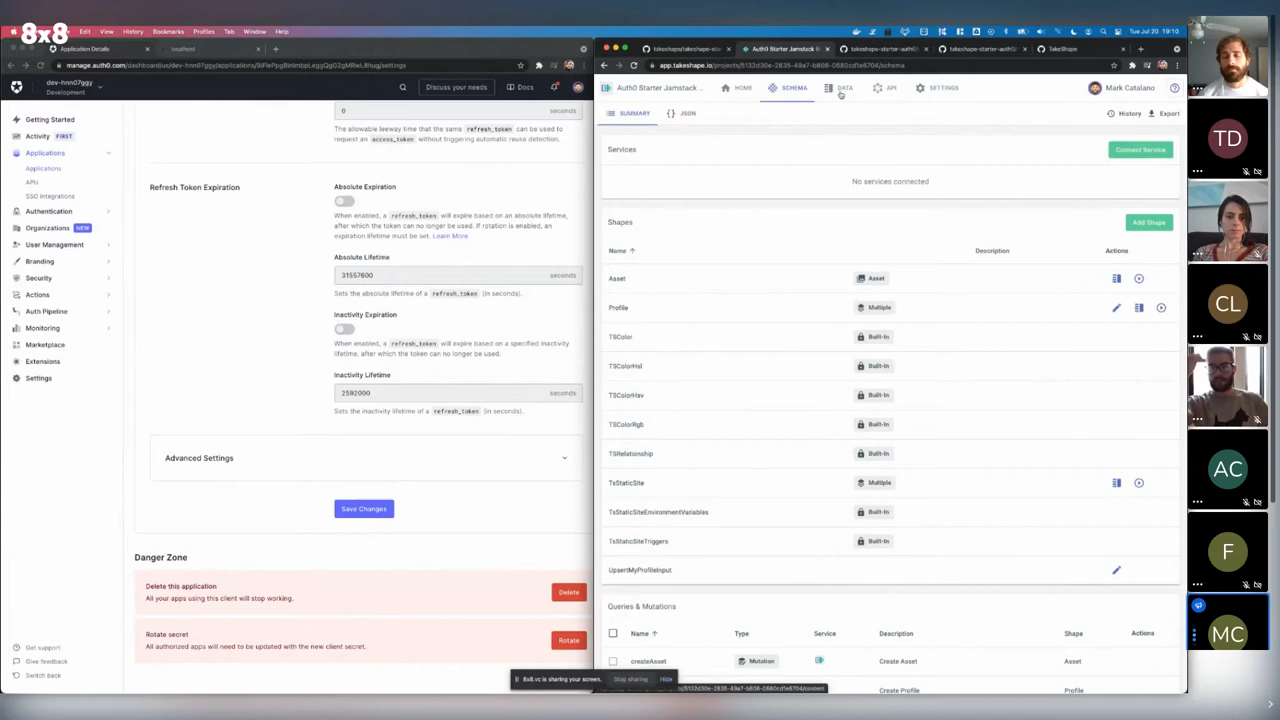 8x8
Edit View History Bookmarks Profiles Tab Window Help
Tue Jul 20 19:10
Application Details
localhost
manage.auth0.com/dashboard/us/dev-hnn07ggy/applications/
/settings
dev-hnn07ggy
Development
Discuss your needs
Docs
Getting Started
Activity FIRST
Applications
Applications
APIs
SSO Integrations
Authentication
Organizations NEW
User Management
Branding
Security
Actions
Auth Pipeline
Monitoring
Marketplace
Extensions
Settings
Get support
Give feedback
Switch back
0 seconds
The allowable leeway time that the same refresh_token can be used to
request an access_token without triggering automatic reuse detection.
Refresh Token Expiration
Absolute Expiration
When enabled, a refresh_token will expire based on an absolute lifetime,
after which the token can no longer be used. If rotation is enabled, an
expiration lifetime must be set. Learn More
Absolute Lifetime
31557600 seconds
Sets the absolute lifetime of a refresh_token (in seconds).
Inactivity Expiration
When enabled, a refresh_token will expire based on a specified inactivity
lifetime, after which the token can no longer be used.
Inactivity Lifetime
2592000 seconds
Sets the inactivity lifetime of a refresh_token (in seconds).
Advanced Settings
Save Changes
Danger Zone
Delete this application
All your apps using this client will stop working.
Delete
Rotate secret
All authorized apps will need to be updated with the new client secret.
Rotate
8x8.vc is sharing your screen. Stop sharing Hide
takeshape/takeshape-sta
Auth0 Starter Jamstack B
takeshape-starter-auth0/
takeshape-starter-auth0/
TakeShape
app.takeshape.io/projects/5132d30e-2835-49a7-b808-0680cd1e6704/schema
Auth0 Starter Jamstack ...
HOME SCHEMA DATA API SETTINGS
Mark Catalano
SUMMARY JSON
History Export
Services
Connect Service
No services connected
Shapes
Add Shape
Name Description Actions
Asset Asset
Profile Multiple
TSColor Built-In
TSColorHsl Built-In
TSColorHsv Built-In
TSColorRgb Built-In
TSRelationship Built-In
TsStaticSite Multiple
TsStaticSiteEnvironmentVariables Built-In
TsStaticSiteTriggers Built-In
UpsertMyProfileInput
Queries & Mutations
Name Type Service Description Shape Actions
createAsset Mutation Create Asset Asset
Create Profile Profile
TD
CL
AC
F
MC